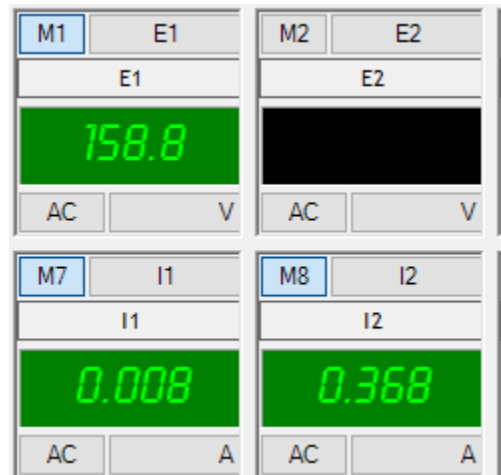 M1 E1 M2 E2
E1 E2
158.8
AC V AC V
M7 I1 M8 I2
I1 I2
0.008 0.368
AC A AC A